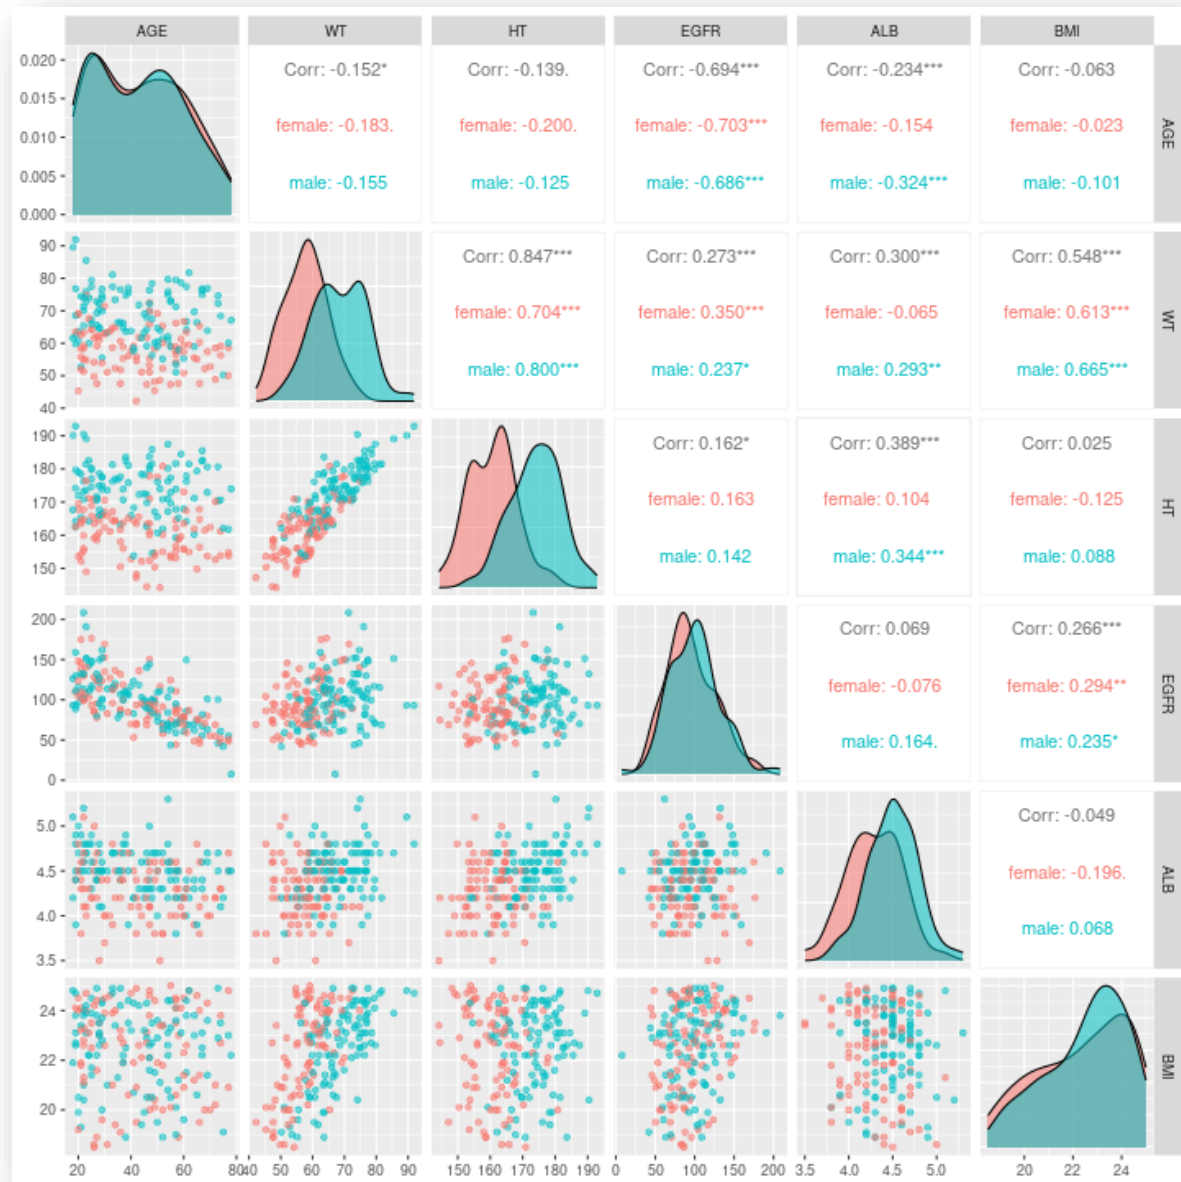 AGE WT HT EGFR ALB BMI
0.020
0.015
0.010
0.005
0.000
Corr: -0.152* Corr: -0.139. Corr: -0.694*** Corr: -0.234*** Corr: -0.063
female: -0.183. female: -0.200. female: -0.703*** female: -0.154 female: -0.023
male: -0.155 male: -0.125 male: -0.686*** male: -0.324*** male: -0.101
AGE
90
80
70
60
50
40
Corr: 0.847*** Corr: 0.273*** Corr: 0.300*** Corr: 0.548***
female: 0.704*** female: 0.350*** female: -0.065 female: 0.613***
male: 0.800*** male: 0.237* male: 0.293** male: 0.665***
WT
190
180
170
160
150
Corr: 0.162* Corr: 0.389*** Corr: 0.025
female: 0.163 female: 0.104 female: -0.125
male: 0.142 male: 0.344*** male: 0.088
HT
200
150
100
50
0
Corr: 0.069 Corr: 0.266***
female: -0.076 female: 0.294**
male: 0.164. male: 0.235*
EGFR
5.0
4.5
4.0
3.5
Corr: -0.049
female: -0.196.
male: 0.068
ALB
24
22
20
BMI
20 40 60 80 40 50 60 70 80 90 150 160 170 180 190 0 50 100 150 200 3.5 4.0 4.5 5.0 20 22 24